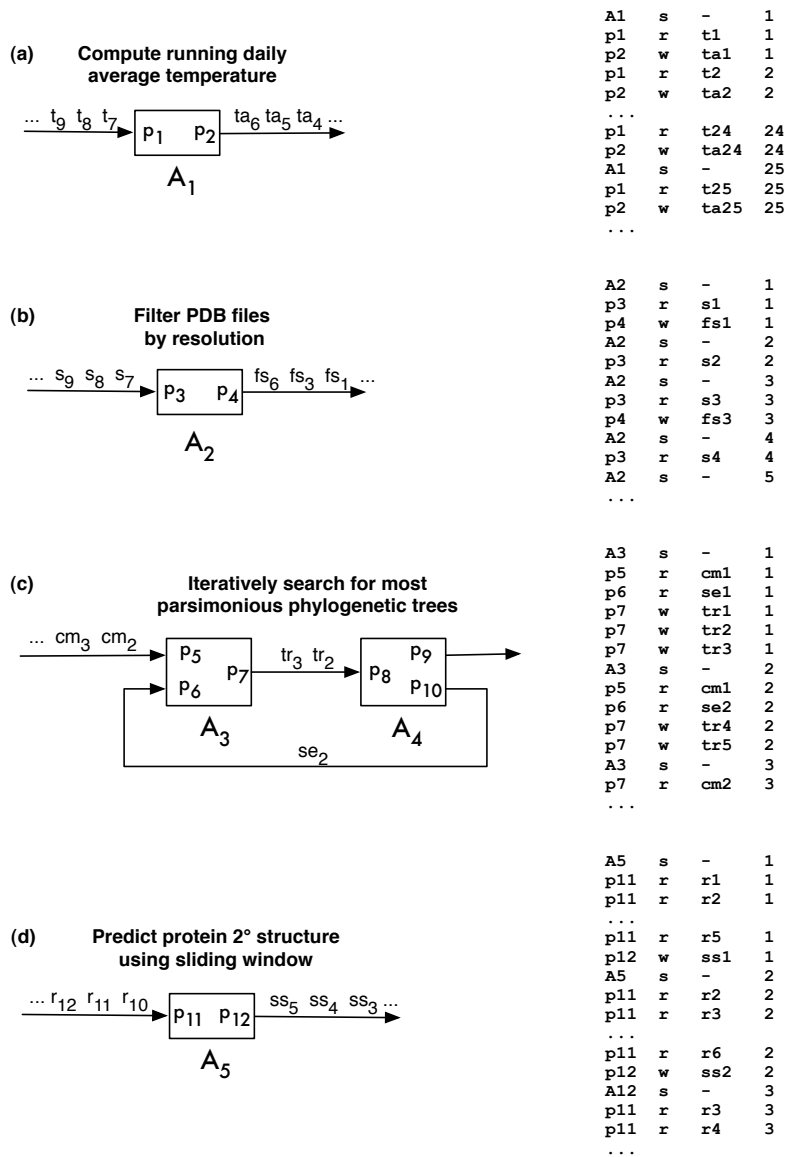 (a) Compute running daily
average temperature
... t9 t8 t7
p1 p2
ta6 ta5 ta4 ...
A1
A1 s - 1
p1 r t1 1
p2 w ta1 1
p1 r t2 2
p2 w ta2 2
...
p1 r t24 24
p2 w ta24 24
A1 s - 25
p1 r t25 25
p2 w ta25 25
...
(b) Filter PDB files
by resolution
... s9 s8 s7
p3 p4
fs6 fs3 fs1 ...
A2
A2 s - 1
p3 r s1 1
p4 w fs1 1
A2 s - 2
p3 r s2 2
A2 s - 3
p3 r s3 3
p4 w fs3 3
A2 s - 4
p3 r s4 4
A2 s - 5
...
(c) Iteratively search for most
parsimonious phylogenetic trees
... cm3 cm2
p5
p6
p7
A3
tr3 tr2
p8
p9
p10
A4
se2
A3 s - 1
p5 r cm1 1
p6 r se1 1
p7 w tr1 1
p7 w tr2 1
p7 w tr3 1
A3 s - 2
p5 r cm1 2
p6 r se2 2
p7 w tr4 2
p7 w tr5 2
A3 s - 3
p7 r cm2 3
...
(d) Predict protein 2° structure
using sliding window
... r12 r11 r10
p11 p12
ss5 ss4 ss3 ...
A5
A5 s - 1
p11 r r1 1
p11 r r2 1
...
p11 r r5 1
p12 w ss1 1
A5 s - 2
p11 r r2 2
p11 r r3 2
...
p11 r r6 2
p12 w ss2 2
A12 s - 3
p11 r r3 3
p11 r r4 3
...